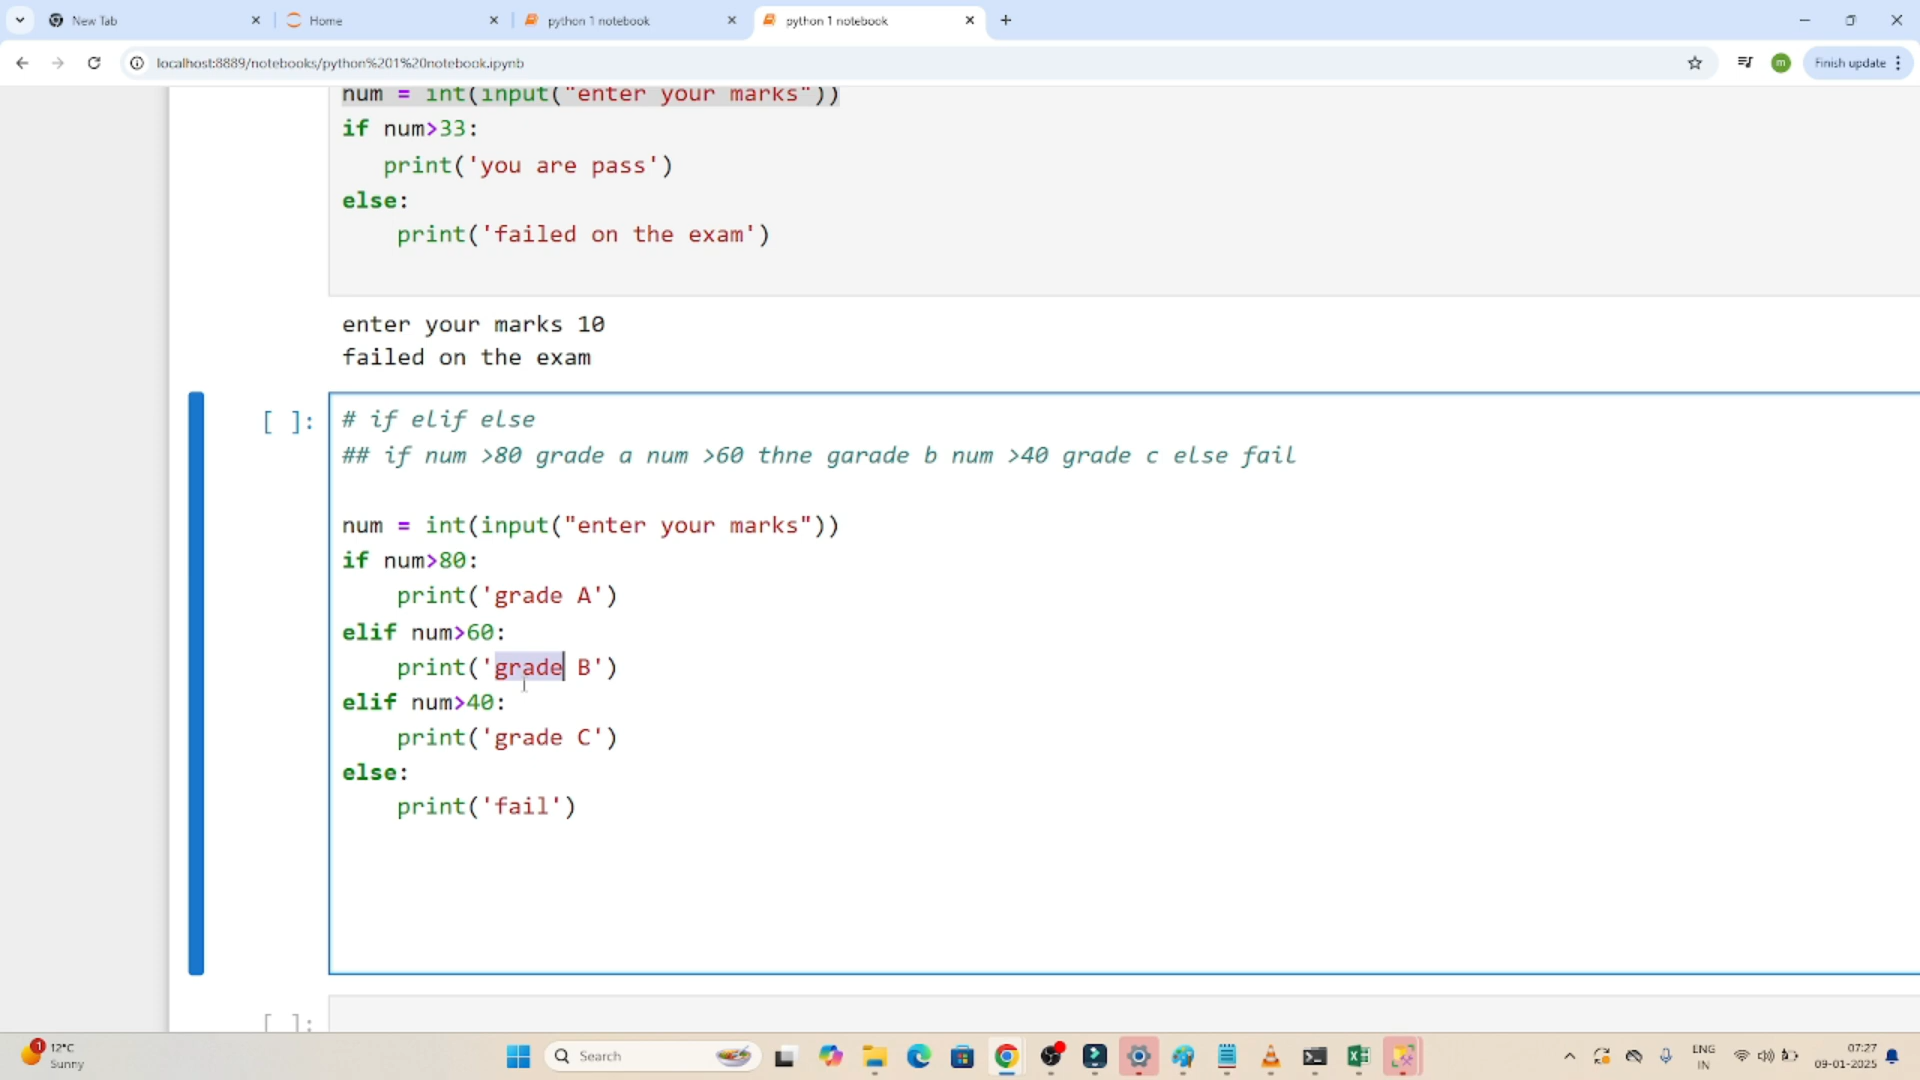 New Tab
Home
python 1 notebook
python 1 notebook
localhost:8889/notebooks/python%201%20notebook.ipynb
m
Finish update
num = int(input("enter your marks"))
if num>33:
print('you are pass')
else:
print('failed on the exam')
enter your marks 10
failed on the exam
[ ]:
# if elif else
## if num >80 grade a num >60 thne garade b num >40 grade c else fail
num = int(input("enter your marks"))
if num>80:
print('grade A')
elif num>60:
print('grade B')
elif num>40:
print('grade C')
else:
print('fail')
[ ]:
1
12°C
Sunny
Search
ENG
IN
07:27
09-01-2025